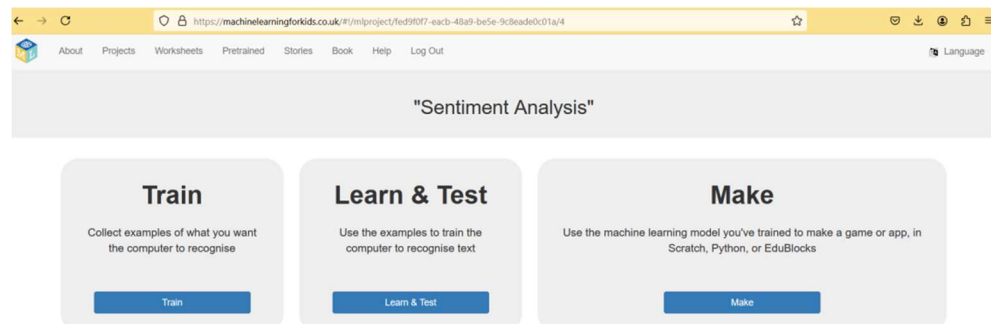 https://machinelearningforkids.co.uk/#!/mlproject/fed9f0f7-eacb-48a9-be5e-9c8eade0c01a/4
About Projects Worksheets Pretrained Stories Book Help Log Out Language
"Sentiment Analysis"
Train
Collect examples of what you want
the computer to recognise
Train
Learn & Test
Use the examples to train the
computer to recognise text
Learn & Test
Make
Use the machine learning model you've trained to make a game or app, in
Scratch, Python, or EduBlocks
Make